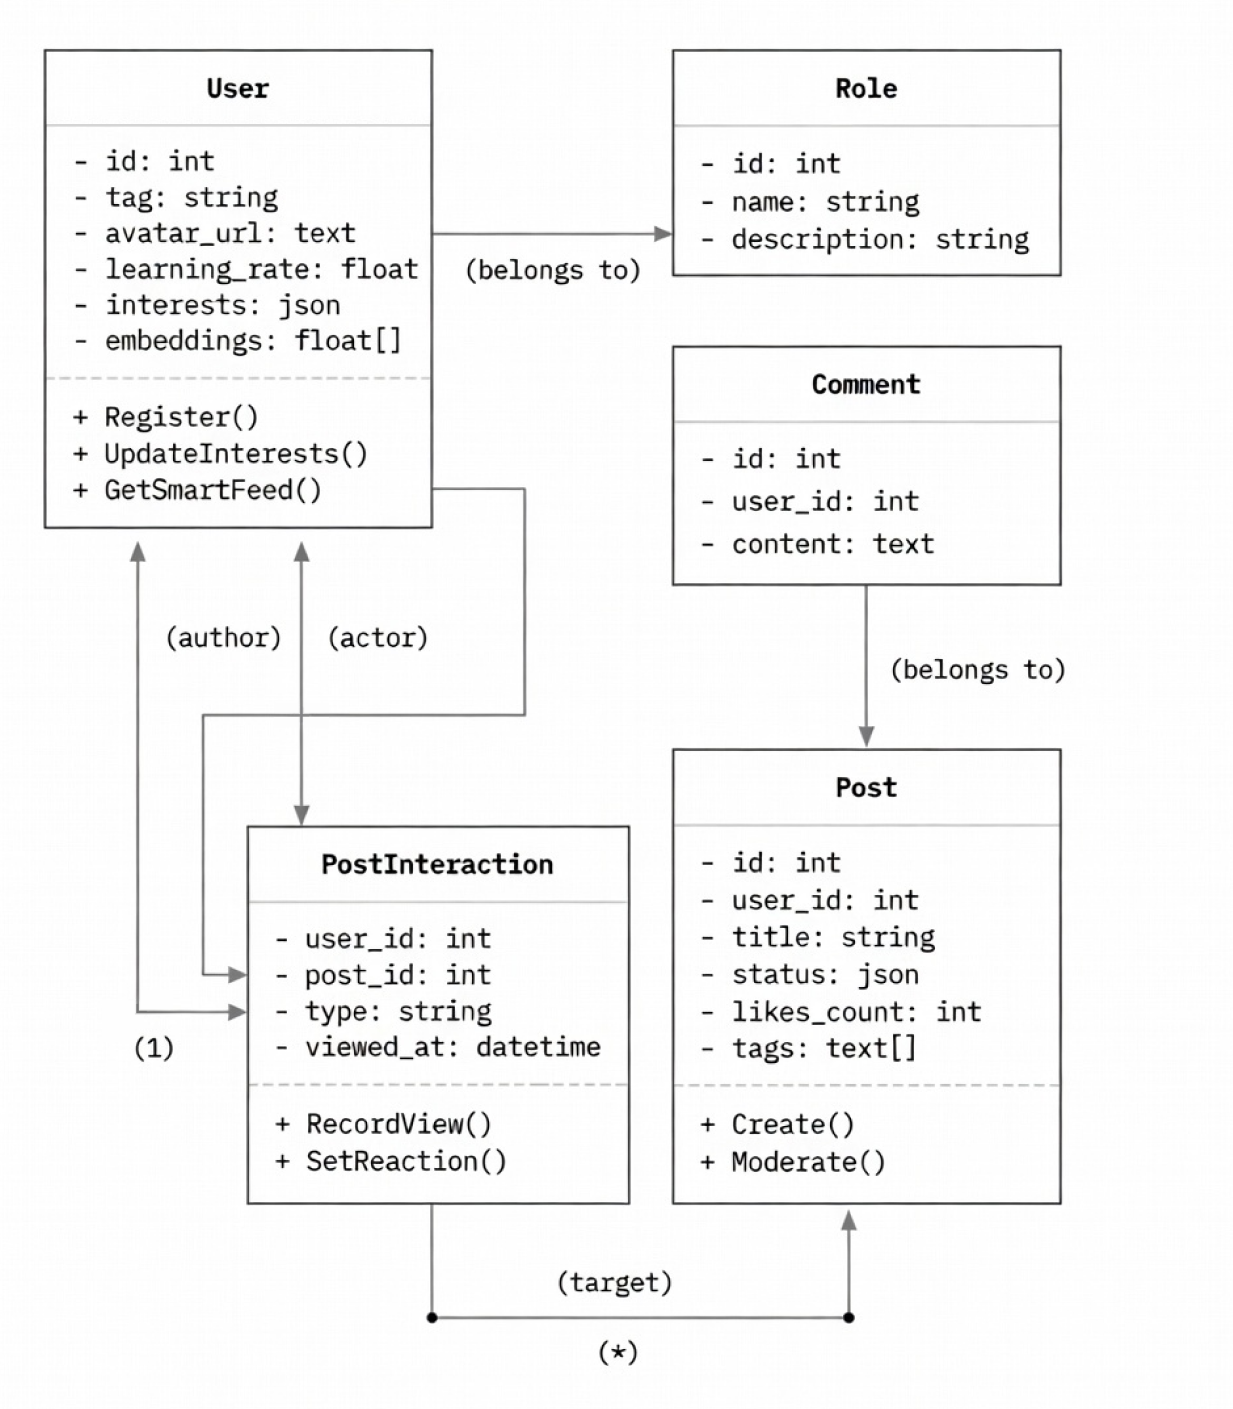 User
- id: int
- tag: string
- avatar_url: text
- learning_rate: float
- interests: json
- embeddings: float[]
+ Register()
+ UpdateInterests()
+ GetSmartFeed()
(belongs to)
Role
- id: int
- name: string
- description: string
Comment
- id: int
- user_id: int
- content: text
(author)
(actor)
(belongs to)
PostInteraction
- user_id: int
- post_id: int
- type: string
- viewed_at: datetime
+ RecordView()
+ SetReaction()
(1)
Post
- id: int
- user_id: int
- title: string
- status: json
- likes_count: int
- tags: text[]
+ Create()
+ Moderate()
(target)
(*)